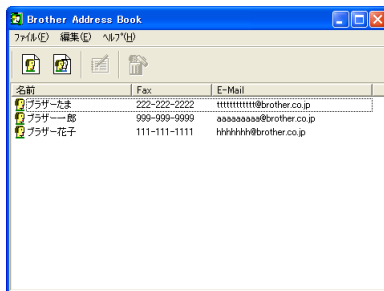 Brother Address Book
ファイル(F) 編集(E) ヘルプ(H)
名前 Fax E-Mail
ブラザーたま 222-222-2222 tttttttttttt@brother.co.jp
ブラザー一郎 999-999-9999 aaaaaaaaa@brother.co.jp
ブラザー花子 111-111-1111 hhhhhhh@brother.co.jp